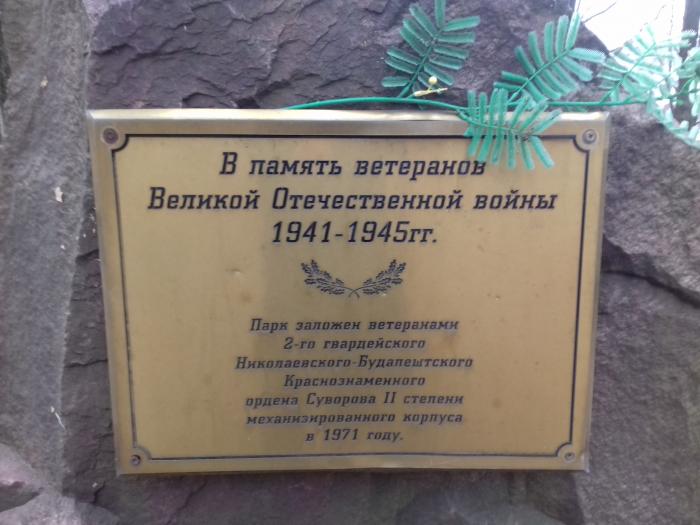 В память ветеранов
Великой Отечественной войны
1941-1945гг.
Парк заложен ветеранами
2-го гвардейского
Николаевского-Будапештского
Краснознаменного
ордена Суворова II степени
механизированного корпуса
в 1971 году.